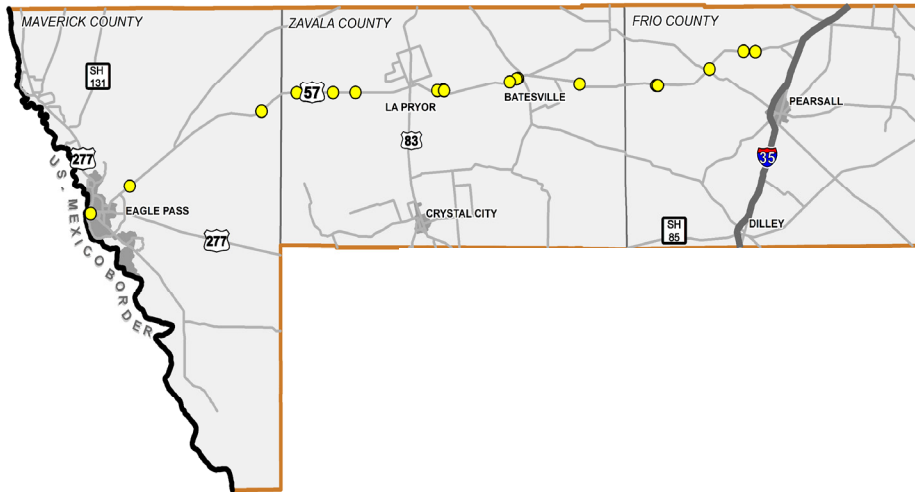 MAVERICK COUNTY
ZAVALA COUNTY
FRIO COUNTY
SH
131
57
LA PRYOR
BATESVILLE
PEARSALL
83
277
35
U.S. MEXICO BORDER
EAGLE PASS
CRYSTAL CITY
277
SH
85
DILLEY